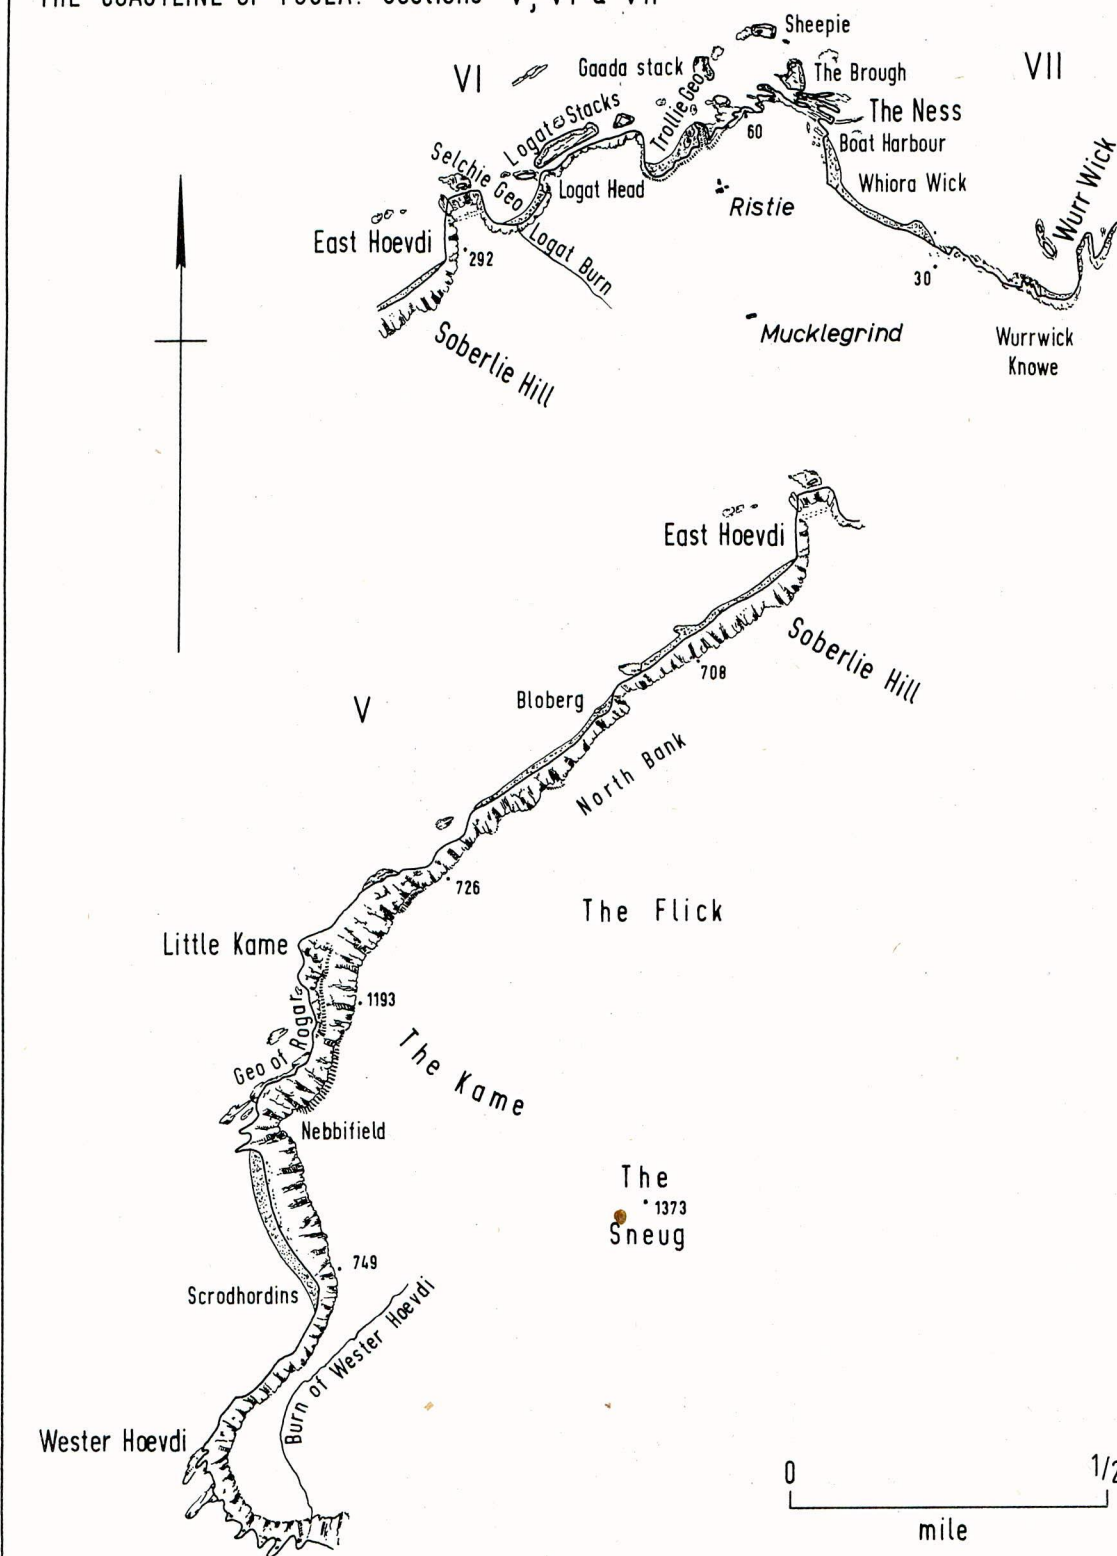 THE COASTLINE OF FOULA: Sections V, VI & VII
VI
VII
Sheepie
Gaada stack
The Brough
Trollie Geo
The Ness
Logat Stacks
60
Boat Harbour
Selchie Geo
Logat Head
Whiora Wick
Ristie
Wurr Wick
East Hoevdi
292
Logat Burn
30
Soberlie Hill
Mucklegrind
Wurrwick
Knowe
East Hoevdi
Soberlie Hill
708
V
Bloberg
North Bank
726
The Flick
Little Kame
1193
Geo of Rogar
The Kame
Nebbifield
The
1373
Sneug
749
Scrodhordins
Burn of Wester Hoevdi
Wester Hoevdi
0
1/2
mile